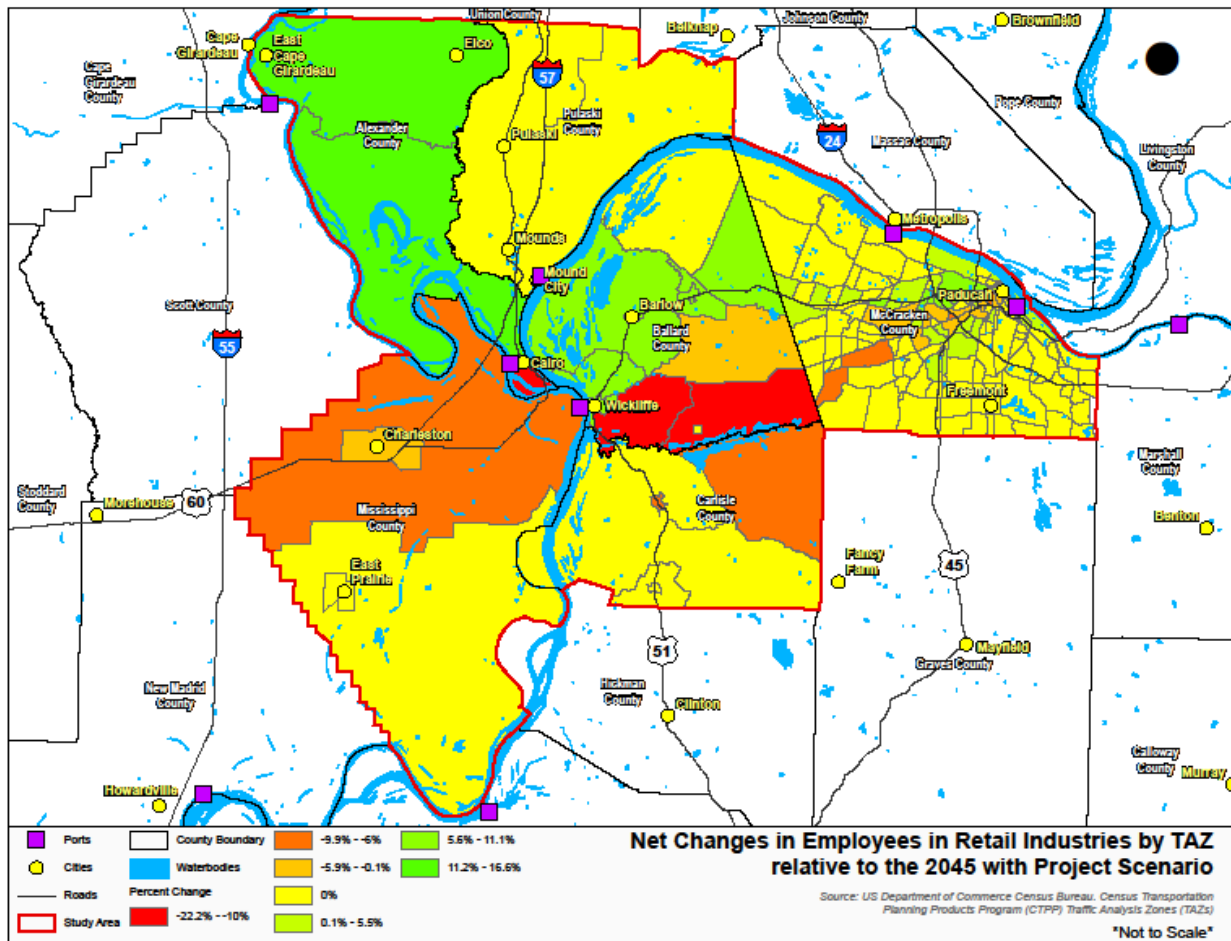 Union County
Johnson County
Brownfield
Cape
Girardeau
East
Cape
Girardeau
Elco
Belknap
57
Cape
Girardeau
County
Pulaski
County
Pope County
Alexander
County
Pulaski
24
Massac County
Livingston
County
Metropolis
Mounds
Mound
City
Scott County
Barlow
Paducah
McCracken
County
Ballard
County
55
Cairo
Wickliffe
Freemont
Charleston
Marshall
County
Stoddard
County
Morehouse
60
Mississippi
County
Carlisle
County
Benton
East
Prairie
Fancy
Farm
45
51
Mayfield
Graves County
New Madrid
County
Hickman
County
Clinton
Calloway
County
Murray
Howardville
Ports
Cities
Roads
Study Area
County Boundary
Waterbodies
Percent Change
-22.2% - -10%
-9.9% - -6%
-5.9% - -0.1%
0%
0.1% - 5.5%
5.6% - 11.1%
11.2% - 16.6%
Net Changes in Employees in Retail Industries by TAZ
relative to the 2045 with Project Scenario
Source: US Department of Commerce Census Bureau. Census Transportation
Planning Products Program (CTPP) Traffic Analysis Zones (TAZs)
*Not to Scale*